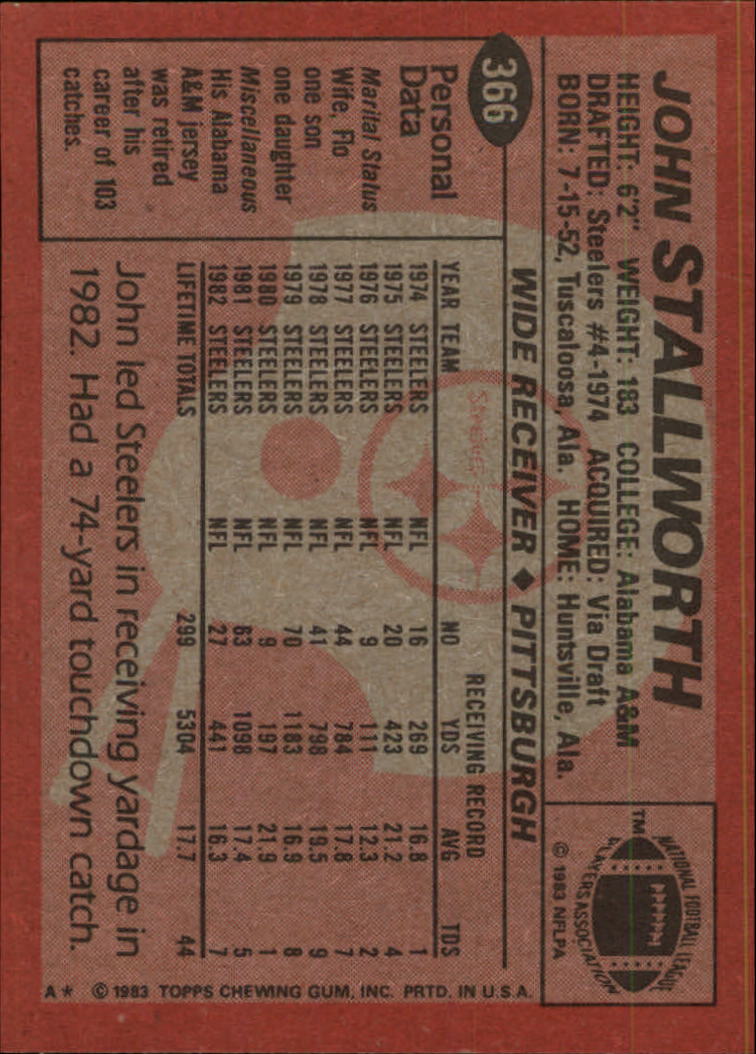 JOHN STALLWORTH
HEIGHT: 6'2" WEIGHT: 183 COLLEGE: Alabama A&M
DRAFTED: Steelers #4-1974 ACQUIRED: Via Draft
BORN: 7-15-52, Tuscaloosa, Ala. HOME: Huntsville, Ala.
TM
NATIONAL FOOTBALL LEAGUE
PLAYERS ASSOCIATION
© 1983 NFLPA
366
WIDE RECEIVER ♦ PITTSBURGH
Personal
Data
Marital Status
Wife, Flo
one son
one daughter
Miscellaneous
His Alabama
A&M jersey
was retired
after his
career of 103
catches.
Steelers
RECEIVING RECORD
YEAR TEAM NO YDS AVG TDS
1974 STEELERS NFL 16 269 16.8 1
1975 STEELERS NFL 20 423 21.2 4
1976 STEELERS NFL 9 111 12.3 2
1977 STEELERS NFL 44 784 17.8 7
1978 STEELERS NFL 41 798 19.5 9
1979 STEELERS NFL 70 1183 16.9 8
1980 STEELERS NFL 9 197 21.9 1
1981 STEELERS NFL 63 1098 17.4 5
1982 STEELERS NFL 27 441 16.3 7
LIFETIME TOTALS 299 5304 17.7 44
John led Steelers in receiving yardage in
1982. Had a 74-yard touchdown catch.
A* © 1983 TOPPS CHEWING GUM, INC. PRTD. IN U.S.A.